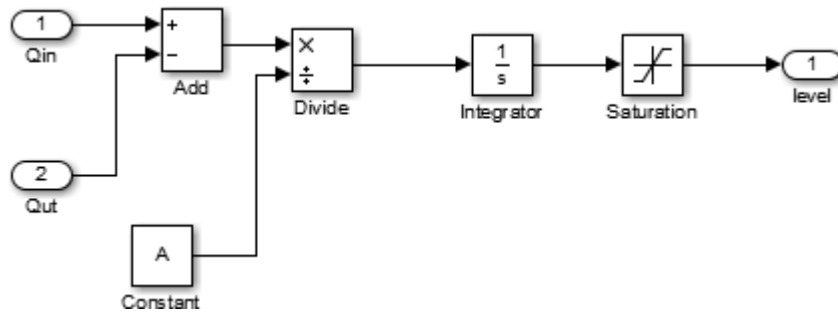 1
Qin
+
−
Add
×
÷
Divide
1
s
Integrator
Saturation
1
level
2
Qut
A
Constant